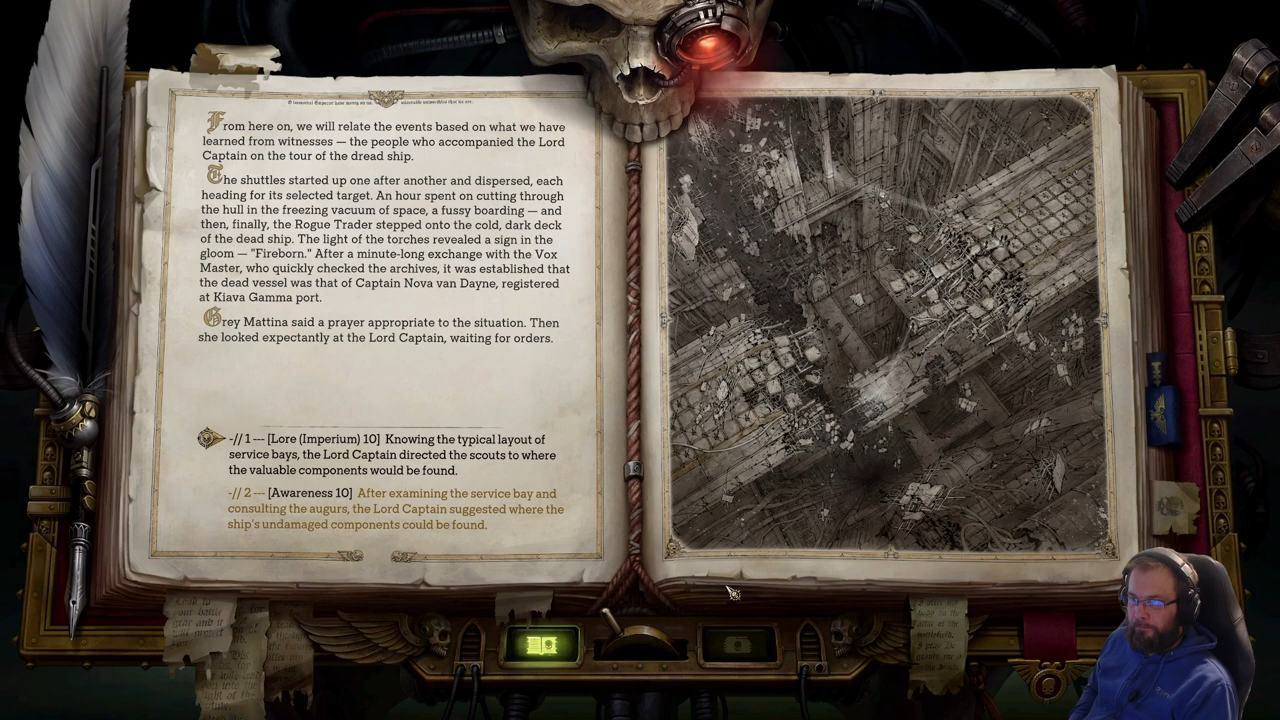 From here on, we will relate the events based on what we have
learned from witnesses — the people who accompanied the Lord
Captain on the tour of the dread ship.
The shuttles started up one after another and dispersed, each
heading for its selected target. An hour spent on cutting through
the hull in the freezing vacuum of space, a fussy boarding — and
then, finally, the Rogue Trader stepped onto the cold, dark deck
of the dead ship. The light of the torches revealed a sign in the
gloom — "Fireborn." After a minute-long exchange with the Vox
Master, who quickly checked the archives, it was established that
the dead vessel was that of Captain Nova van Dayne, registered
at Kiava Gamma port.
Grey Mattina said a prayer appropriate to the situation. Then
she looked expectantly at the Lord Captain, waiting for orders.
-// 1 --- [Lore (Imperium) 10] Knowing the typical layout of
service bays, the Lord Captain directed the scouts to where
the valuable components would be found.
-// 2 --- [Awareness 10] After examining the service bay and
consulting the augurs, the Lord Captain suggested where the
ship's undamaged components could be found.